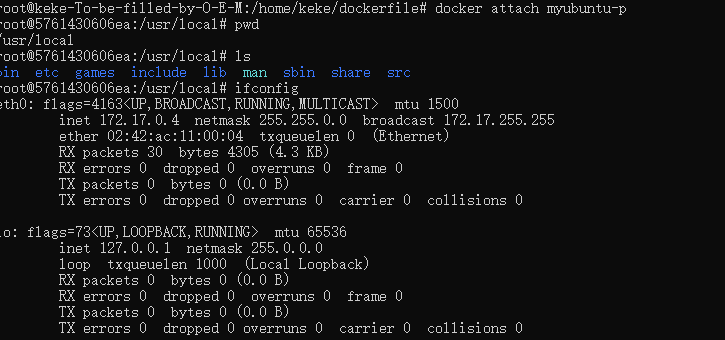 root@keke-To-be-filled-by-O-E-M:/home/keke/dockerfile# docker attach myubuntu-p
root@5761430606ea:/usr/local# pwd
/usr/local
root@5761430606ea:/usr/local# ls
bin  etc  games  include  lib  man  sbin  share  src
root@5761430606ea:/usr/local# ifconfig
eth0: flags=4163<UP,BROADCAST,RUNNING,MULTICAST>  mtu 1500
        inet 172.17.0.4  netmask 255.255.0.0  broadcast 172.17.255.255
        ether 02:42:ac:11:00:04  txqueuelen 0  (Ethernet)
        RX packets 30  bytes 4305 (4.3 KB)
        RX errors 0  dropped 0  overruns 0  frame 0
        TX packets 0  bytes 0 (0.0 B)
        TX errors 0  dropped 0 overruns 0  carrier 0  collisions 0
lo: flags=73<UP,LOOPBACK,RUNNING>  mtu 65536
        inet 127.0.0.1  netmask 255.0.0.0
        loop  txqueuelen 1000  (Local Loopback)
        RX packets 0  bytes 0 (0.0 B)
        RX errors 0  dropped 0  overruns 0  frame 0
        TX packets 0  bytes 0 (0.0 B)
        TX errors 0  dropped 0 overruns 0  carrier 0  collisions 0